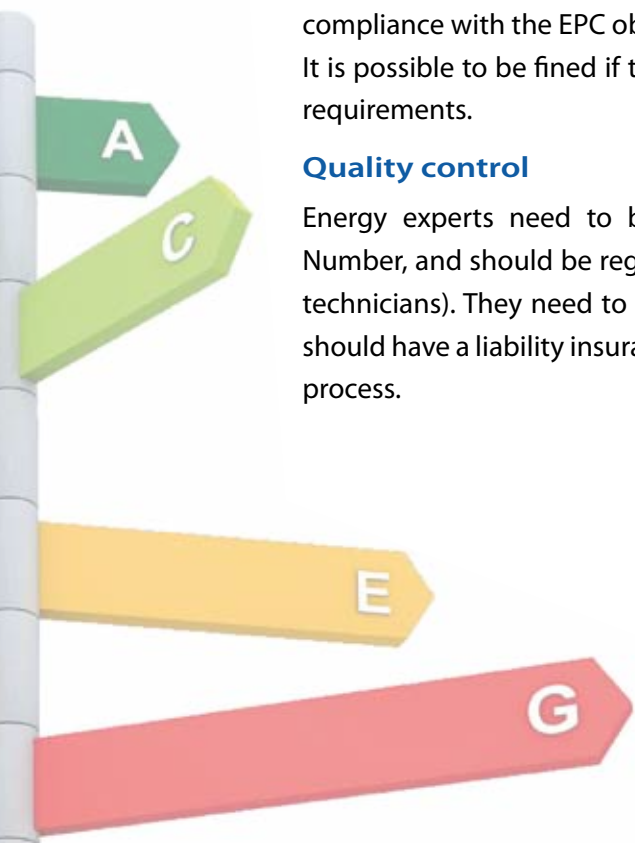 compliance with the EPC ob
It is possible to be fined if t
requirements.
Quality control
Energy experts need to b
Number, and should be reg
technicians). They need to
should have a liability insura
process.
A
C
E
G